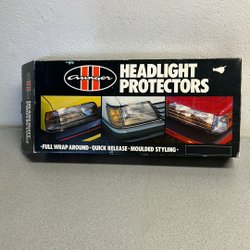 HEADLIGHT
PROTECTORS
·FULL WRAP AROUND·QUICK RELEASE·MOULDED STYLING·